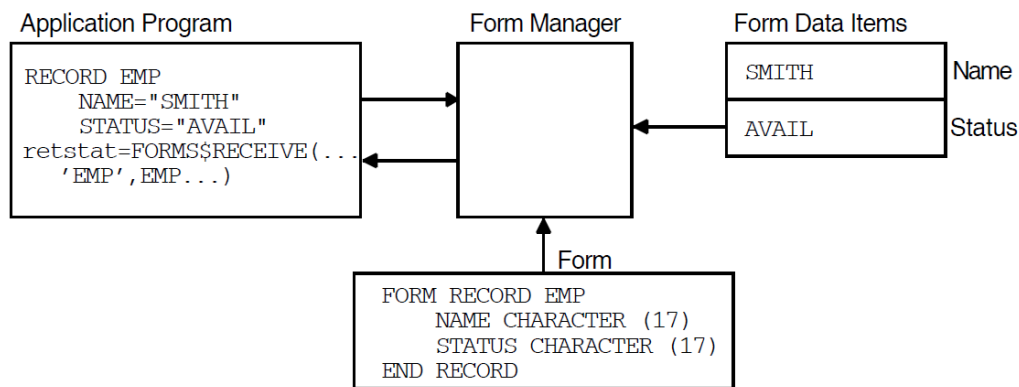 Application Program
Form Manager
Form Data Items
RECORD EMP
NAME="SMITH"
STATUS="AVAIL"
retstat=FORMS$RECEIVE(...
'EMP',EMP...)
SMITH
Name
AVAIL
Status
Form
FORM RECORD EMP
NAME CHARACTER (17)
STATUS CHARACTER (17)
END RECORD